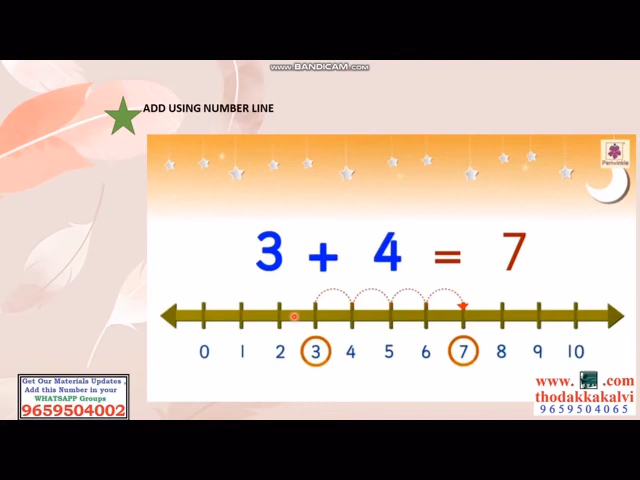 www.BANDICAM.com
ADD USING NUMBER LINE
Periwinkle
3 + 4 = 7
0 1 2 3 4 5 6 7 8 9 10
Get Our Materials Updates ,
Add this Number in your
WHATSAPP Groups
9659504002
www. .com
thodakkakalvi
9659504065